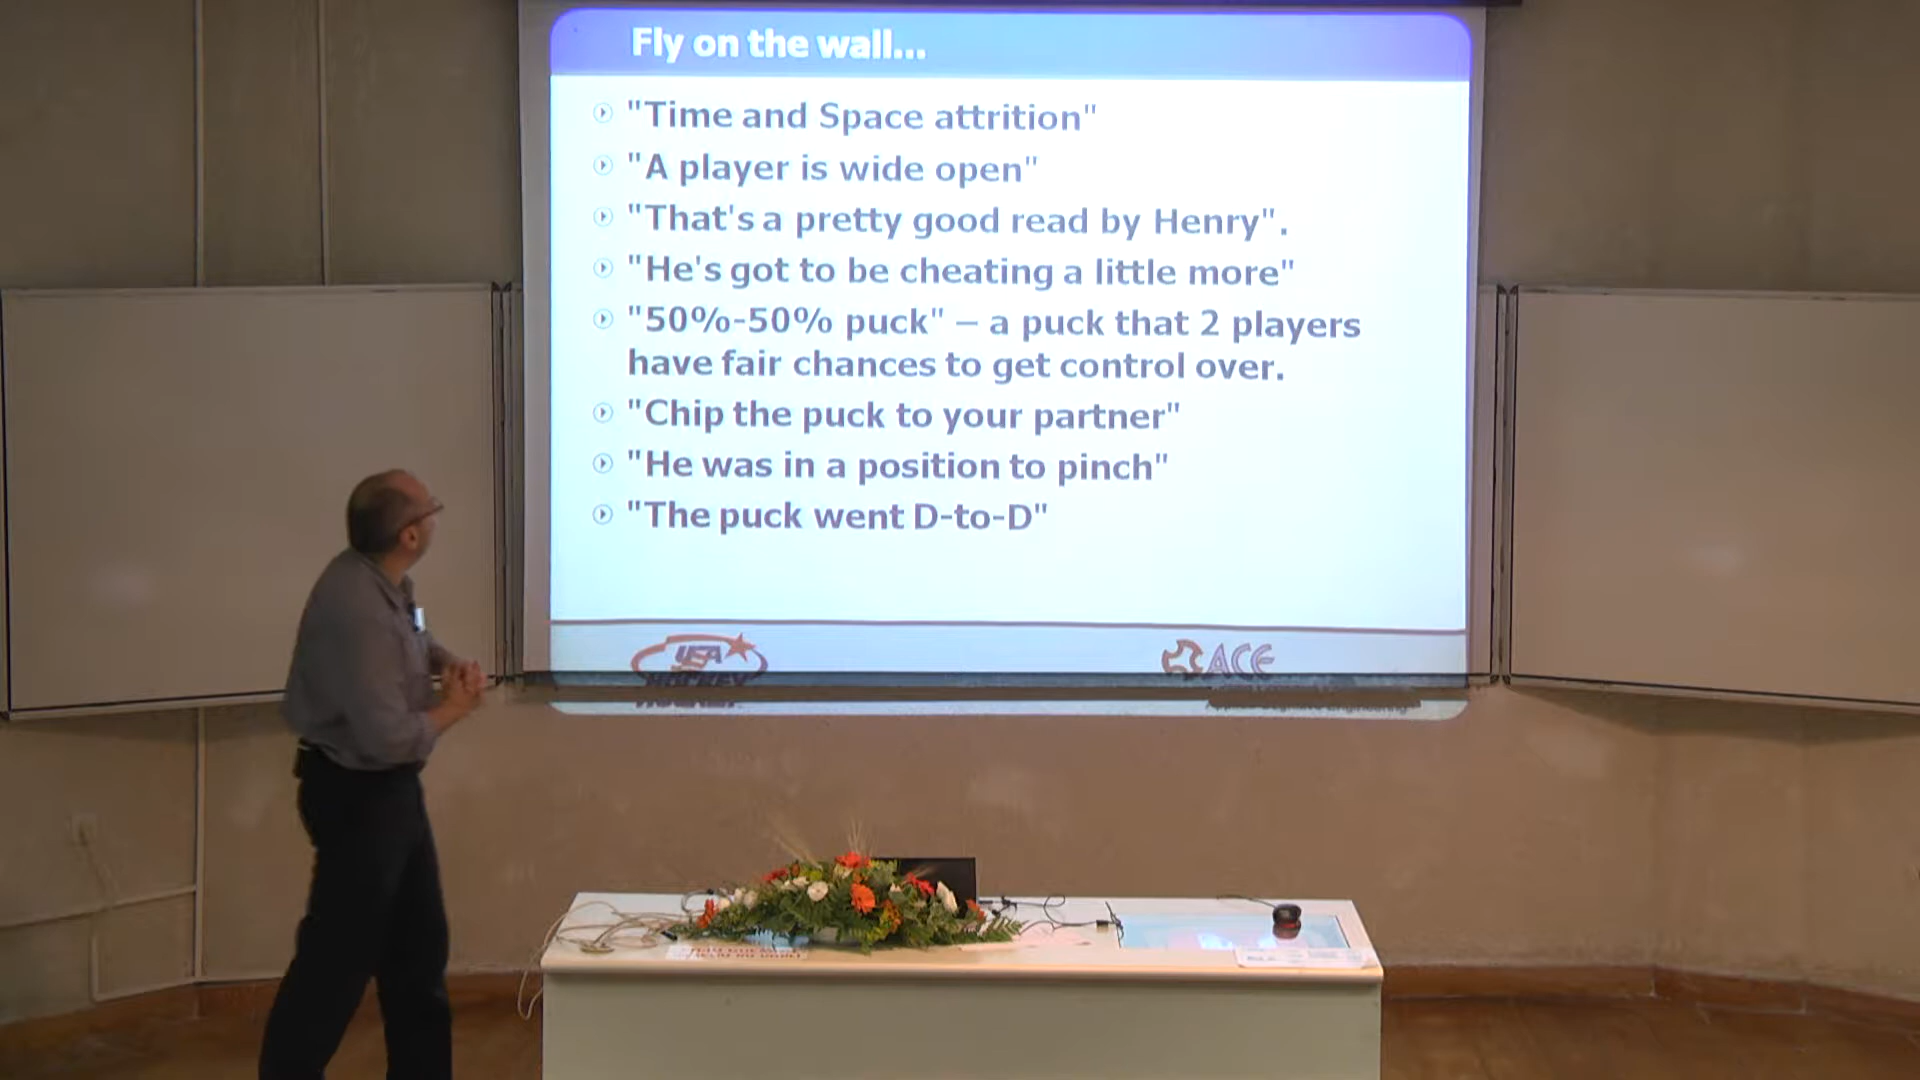 Fly on the wall...
"Time and Space attrition"
"A player is wide open"
"That's a pretty good read by Henry".
"He's got to be cheating a little more"
"50%-50% puck" – a puck that 2 players
have fair chances to get control over.
"Chip the puck to your partner"
"He was in a position to pinch"
"The puck went D-to-D"
USA
HOCKEY
ACE